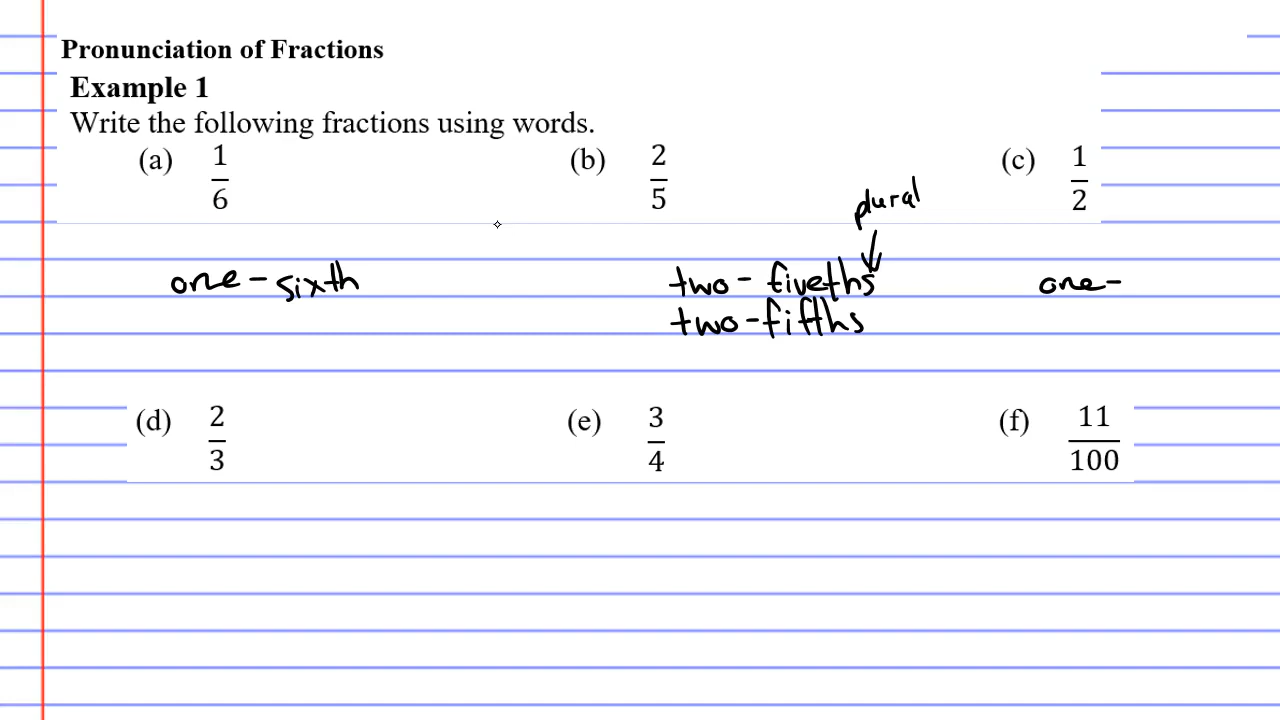 Pronunciation of Fractions
Example 1
Write the following fractions using words.
(a) 1/6 (b) 2/5 (c) 1/2
plural
one-sixth two-fiveths one-
two-fifths
(d) 2/3 (e) 3/4 (f) 11/100